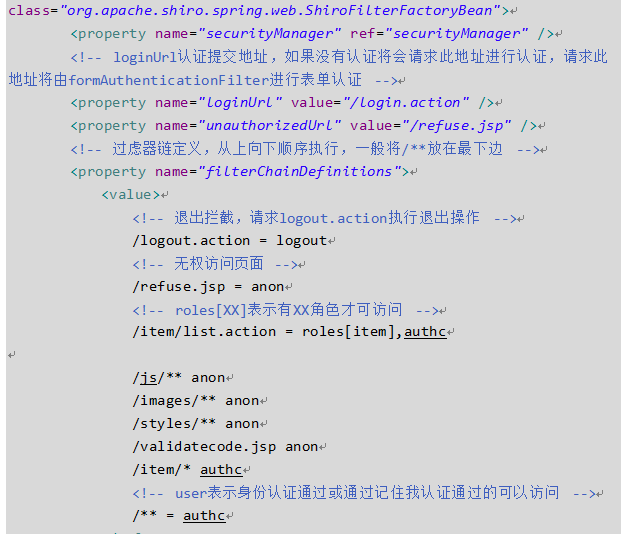 class="org.apache.shiro.spring.web.ShiroFilterFactoryBean">
<property name="securityManager" ref="securityManager" />
<!-- loginUrl认证提交地址，如果没有认证将会请求此地址进行认证，请求此
地址将由formAuthenticationFilter进行表单认证 -->
<property name="loginUrl" value="/login.action" />
<property name="unauthorizedUrl" value="/refuse.jsp" />
<!-- 过虑器链定义，从上向下顺序执行，一般将/**放在最下边 -->
<property name="filterChainDefinitions">
<value>
<!-- 退出拦截，请求logout.action执行退出操作 -->
/logout.action = logout
<!-- 无权访问页面 -->
/refuse.jsp = anon
<!-- roles[XX]表示有XX角色才可访问 -->
/item/list.action = roles[item],authc
/js/** anon
/images/** anon
/styles/** anon
/validatecode.jsp anon
/item/* authc
<!-- user表示身份认证通过或通过记住我认证通过的可以访问 -->
/** = authc